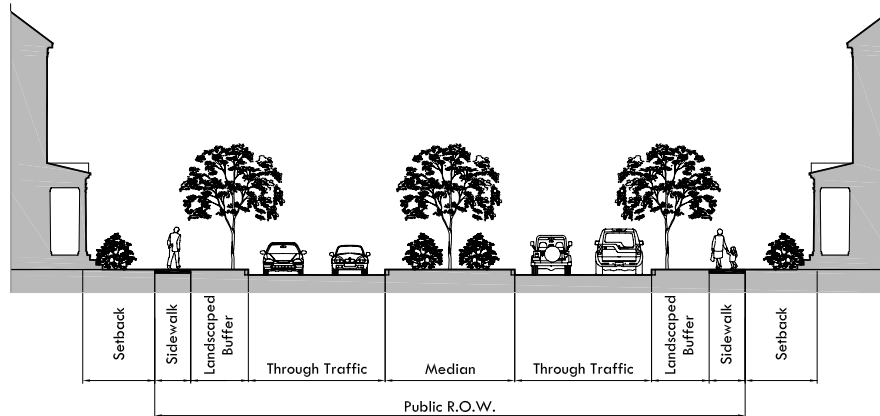 Setback
Sidewalk
Landscaped
Buffer
Through Traffic
Median
Through Traffic
Landscaped
Buffer
Sidewalk
Setback
Public R.O.W.